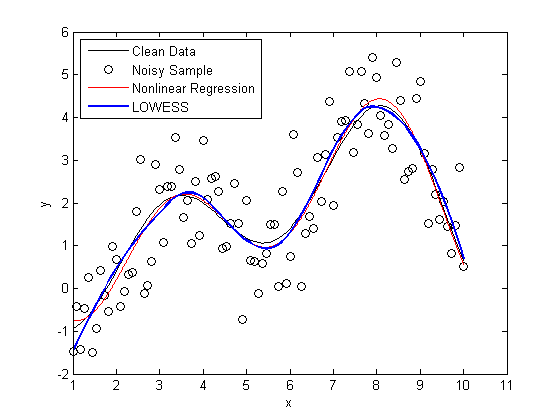 Clean Data
Noisy Sample
Nonlinear Regression
LOWESS
6
5
4
3
2
1
0
-1
-2
y
1 2 3 4 5 6 7 8 9 10 11
x